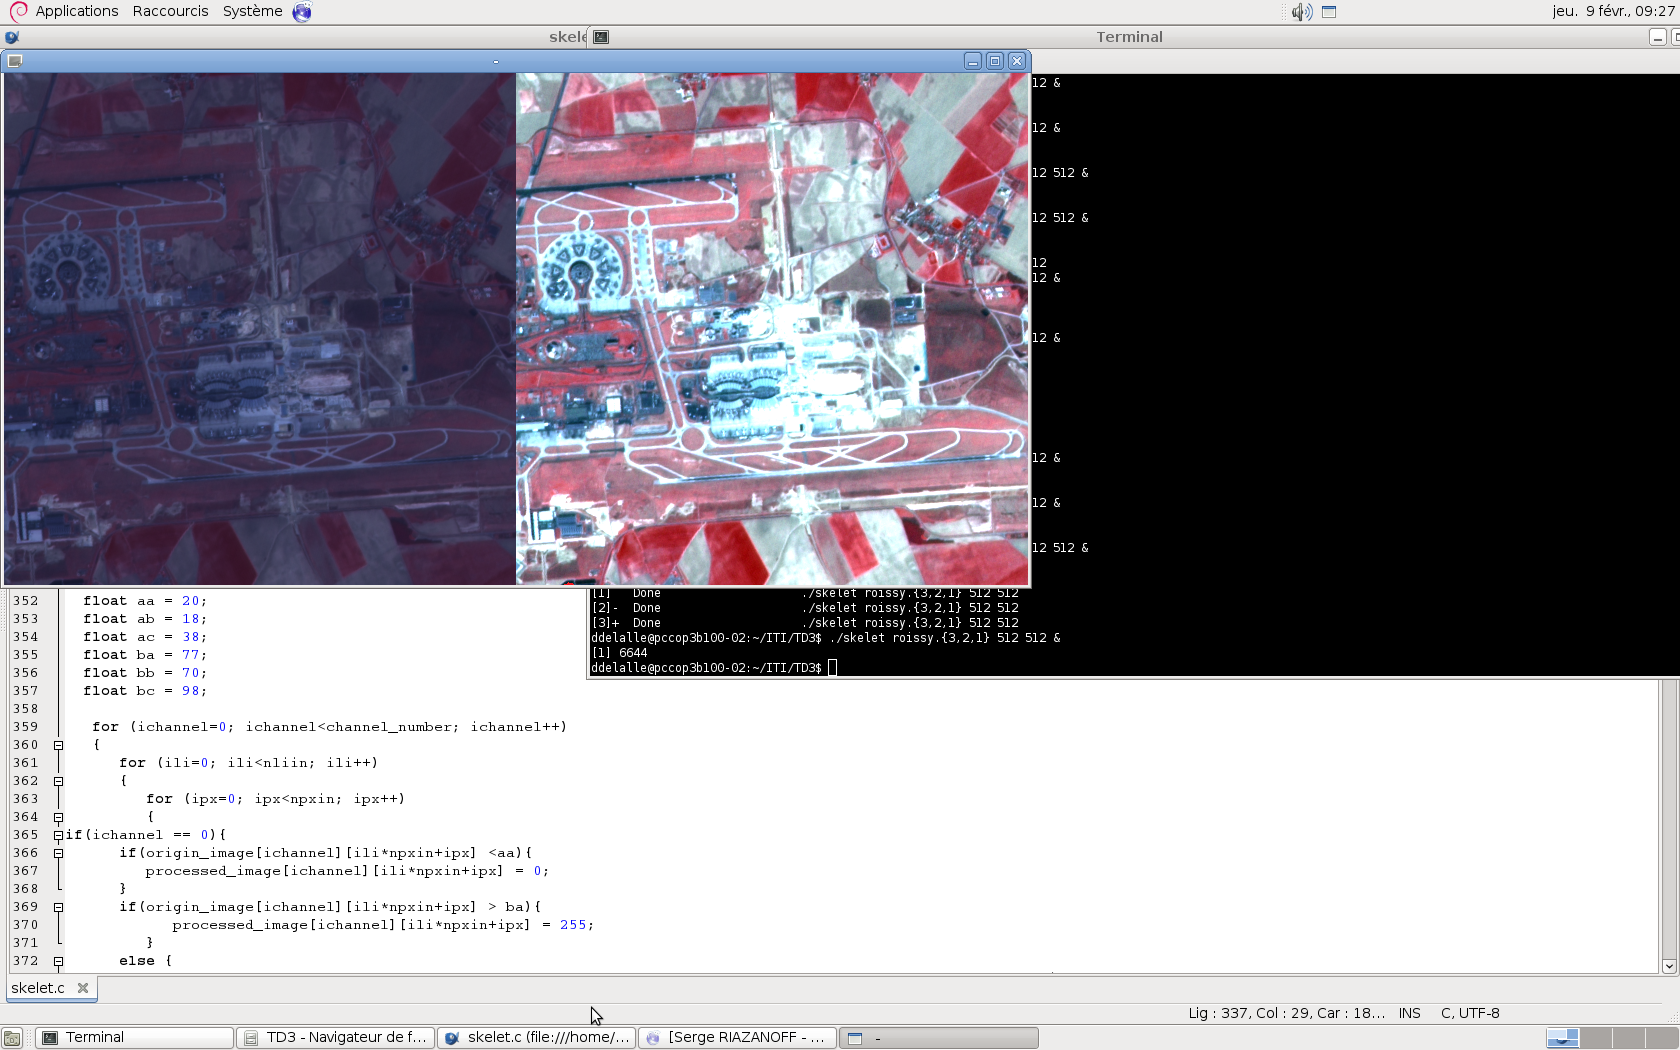 Applications Raccourcis Système jeu. 9 févr., 09:27
skele Terminal
12 &
12 &
12 512 &
12 512 &
12
12 &
12 &
12 &
12 &
12 512 &
[1] Done ./skelet roissy.{3,2,1} 512 512
[2]- Done ./skelet roissy.{3,2,1} 512 512
[3]+ Done ./skelet roissy.{3,2,1} 512 512
ddelalle@pccop3b100-02:~/ITI/TD3$ ./skelet roissy.{3,2,1} 512 512 &
[1] 6644
ddelalle@pccop3b100-02:~/ITI/TD3$
352 float aa = 20;
353 float ab = 18;
354 float ac = 38;
355 float ba = 77;
356 float bb = 70;
357 float bc = 98;
358
359 for (ichannel=0; ichannel<channel_number; ichannel++)
360 {
361 for (ili=0; ili<nliin; ili++)
362 {
363 for (ipx=0; ipx<npxin; ipx++)
364 {
365 if(ichannel == 0){
366 if(origin_image[ichannel][ili*npxin+ipx] <aa){
367 processed_image[ichannel][ili*npxin+ipx] = 0;
368 }
369 if(origin_image[ichannel][ili*npxin+ipx] > ba){
370 processed_image[ichannel][ili*npxin+ipx] = 255;
371 }
372 else {
skelet.c
Lig : 337, Col : 29, Car : 18... INS C, UTF-8
Terminal TD3 - Navigateur de f... skelet.c (file:///home/... [Serge RIAZANOFF - ... -